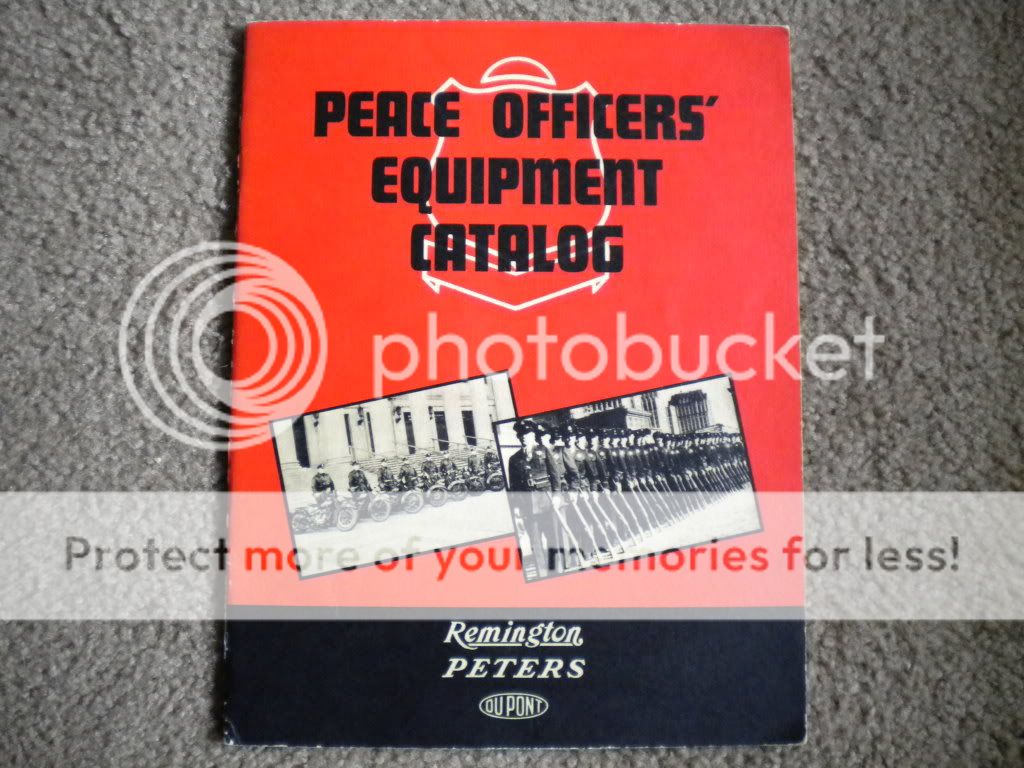 PEACE OFFICERS'
EQUIPMENT
CATALOG
photobucket
Protect more of your memories for less!
Remington
PETERS
DU PONT